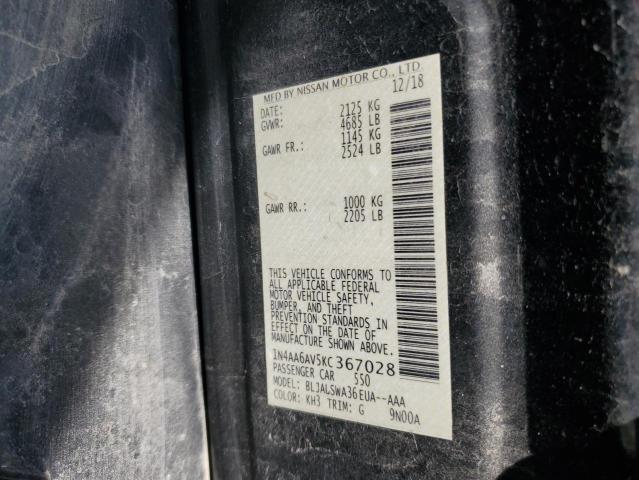 MFD BY NISSAN MOTOR CO., LTD.
DATE: 12/18
GVWR: 2125 KG
4685 LB
GAWR FR.: 1145 KG
2524 LB
GAWR RR.: 1000 KG
2205 LB
THIS VEHICLE CONFORMS TO
ALL APPLICABLE FEDERAL
MOTOR VEHICLE SAFETY,
BUMPER, AND THEFT
PREVENTION STANDARDS IN
EFFECT ON THE DATE OF
MANUFACTURE SHOWN ABOVE.
1N4AA6AV5KC367028
PASSENGER CAR 550
MODEL: BLJALSWA36EUA--AAA
COLOR: KH3 TRIM: G 9N00A